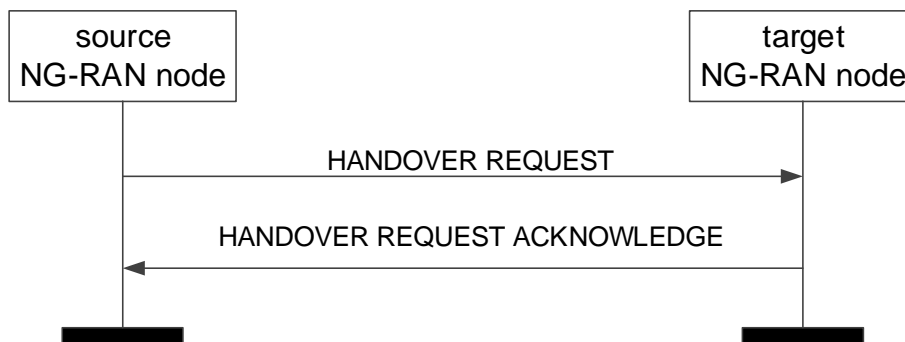 source
NG-RAN node
target
NG-RAN node
HANDOVER REQUEST
HANDOVER REQUEST ACKNOWLEDGE